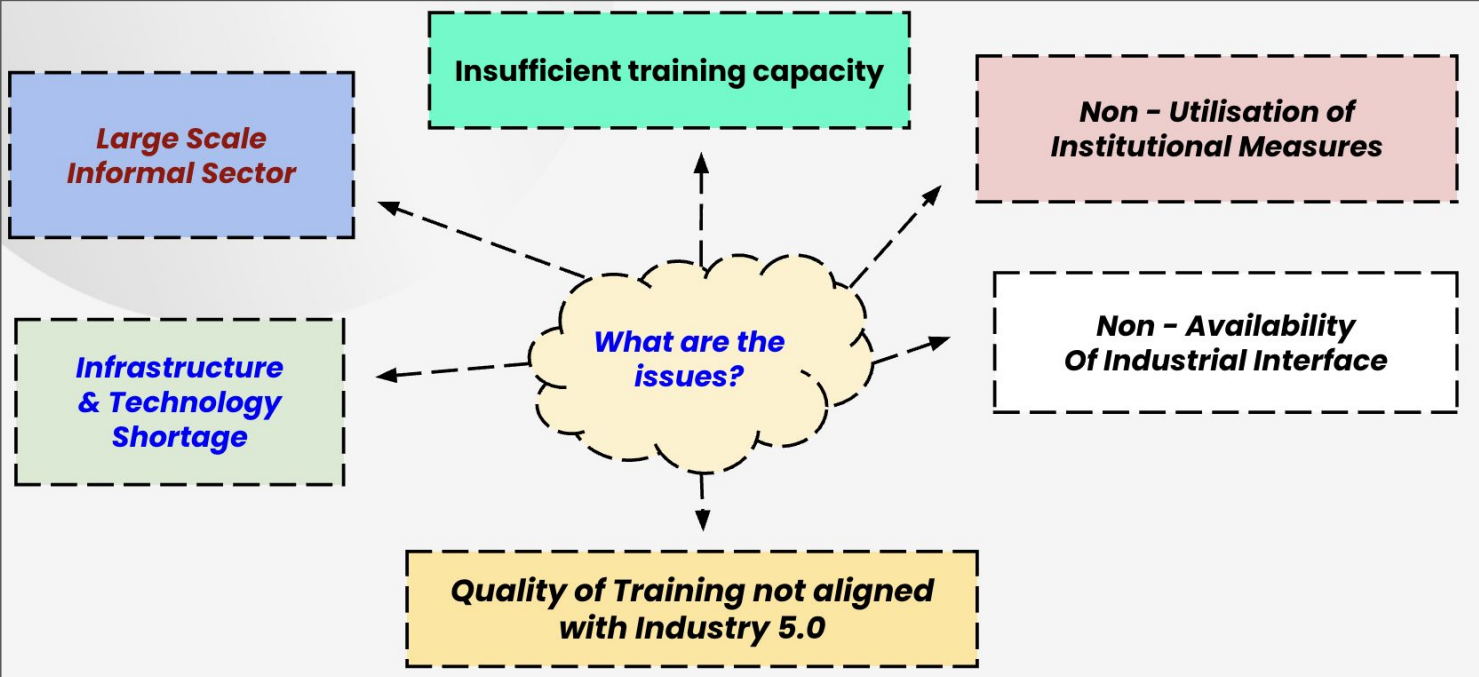 Insufficient training capacity
Large Scale
Informal Sector
Non - Utilisation of
Institutional Measures
What are the
issues?
Non - Availability
Of Industrial Interface
Infrastructure
& Technology
Shortage
Quality of Training not aligned
with Industry 5.0